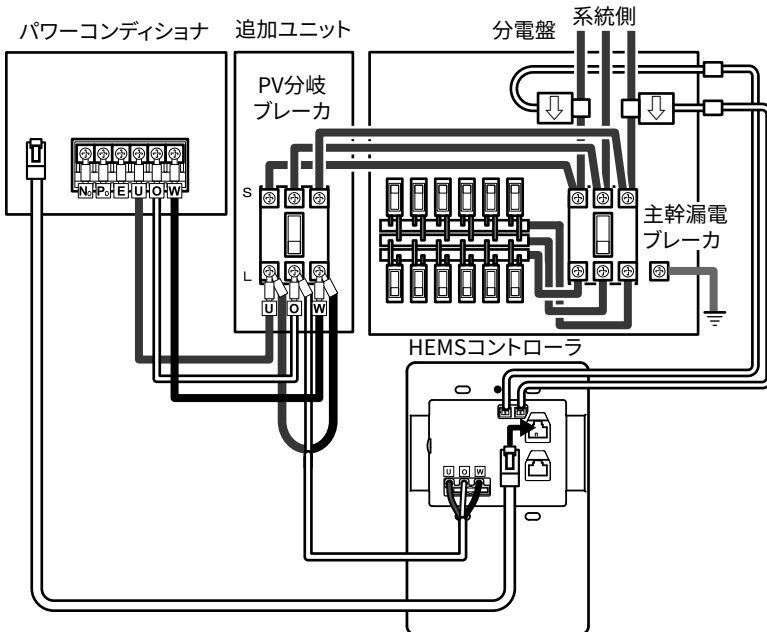 パワーコンディショナ
追加ユニット
分電盤
系統側
PV分岐
ブレーカ
N₀ P₀ E U O W
S
L
U O W
主幹漏電
ブレーカ
HEMSコントローラ
U O W